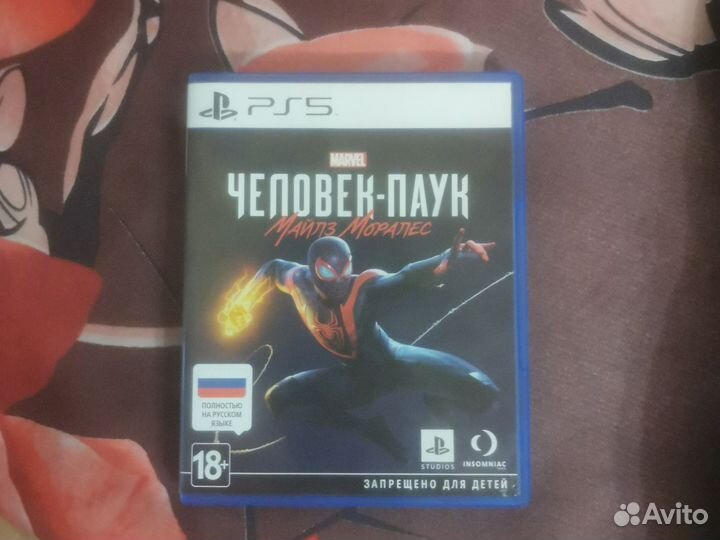 PS5
MARVEL
ЧЕЛОВЕК-ПАУК
МАЙЛЗ МОРАЛЕС
ПОЛНОСТЬЮ
НА РУССКОМ
ЯЗЫКЕ
18+
STUDIOS
INSOMNIAC
ЗАПРЕЩЕНО ДЛЯ ДЕТЕЙ
Avito